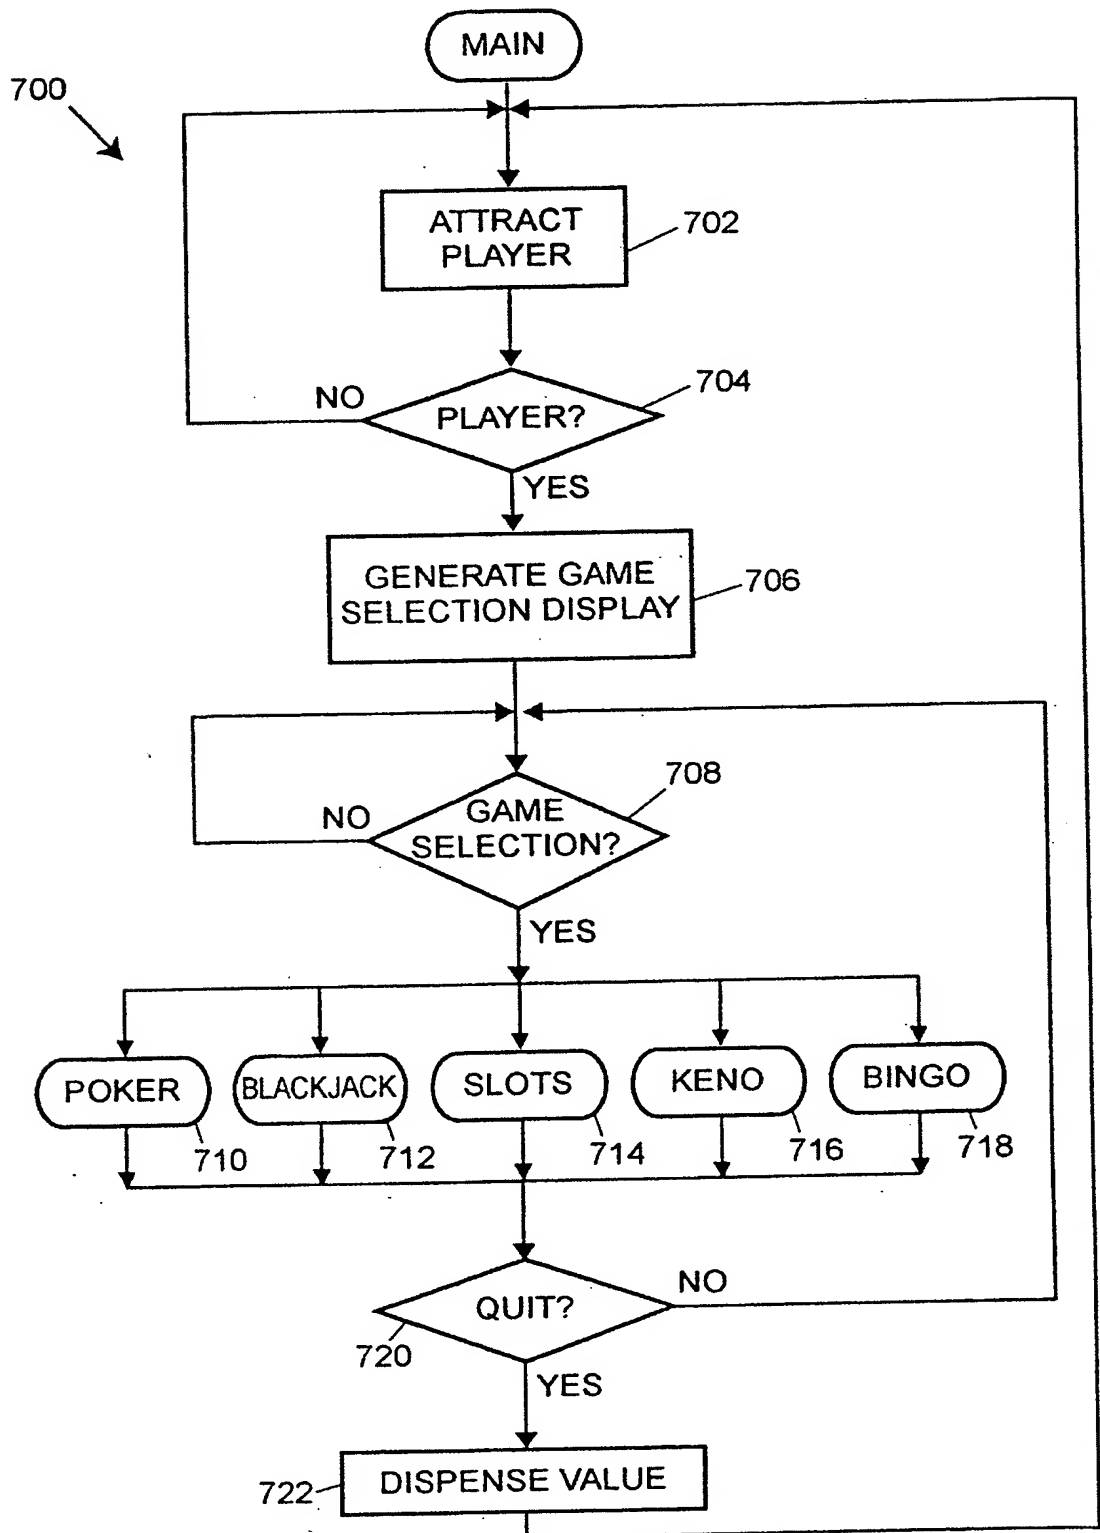 MAIN
700
ATTRACT
PLAYER
702
704
NO
PLAYER?
YES
GENERATE GAME
SELECTION DISPLAY
706
708
NO
GAME
SELECTION?
YES
POKER
BLACKJACK
SLOTS
KENO
BINGO
710
712
714
716
718
QUIT?
NO
720
YES
DISPENSE VALUE
722